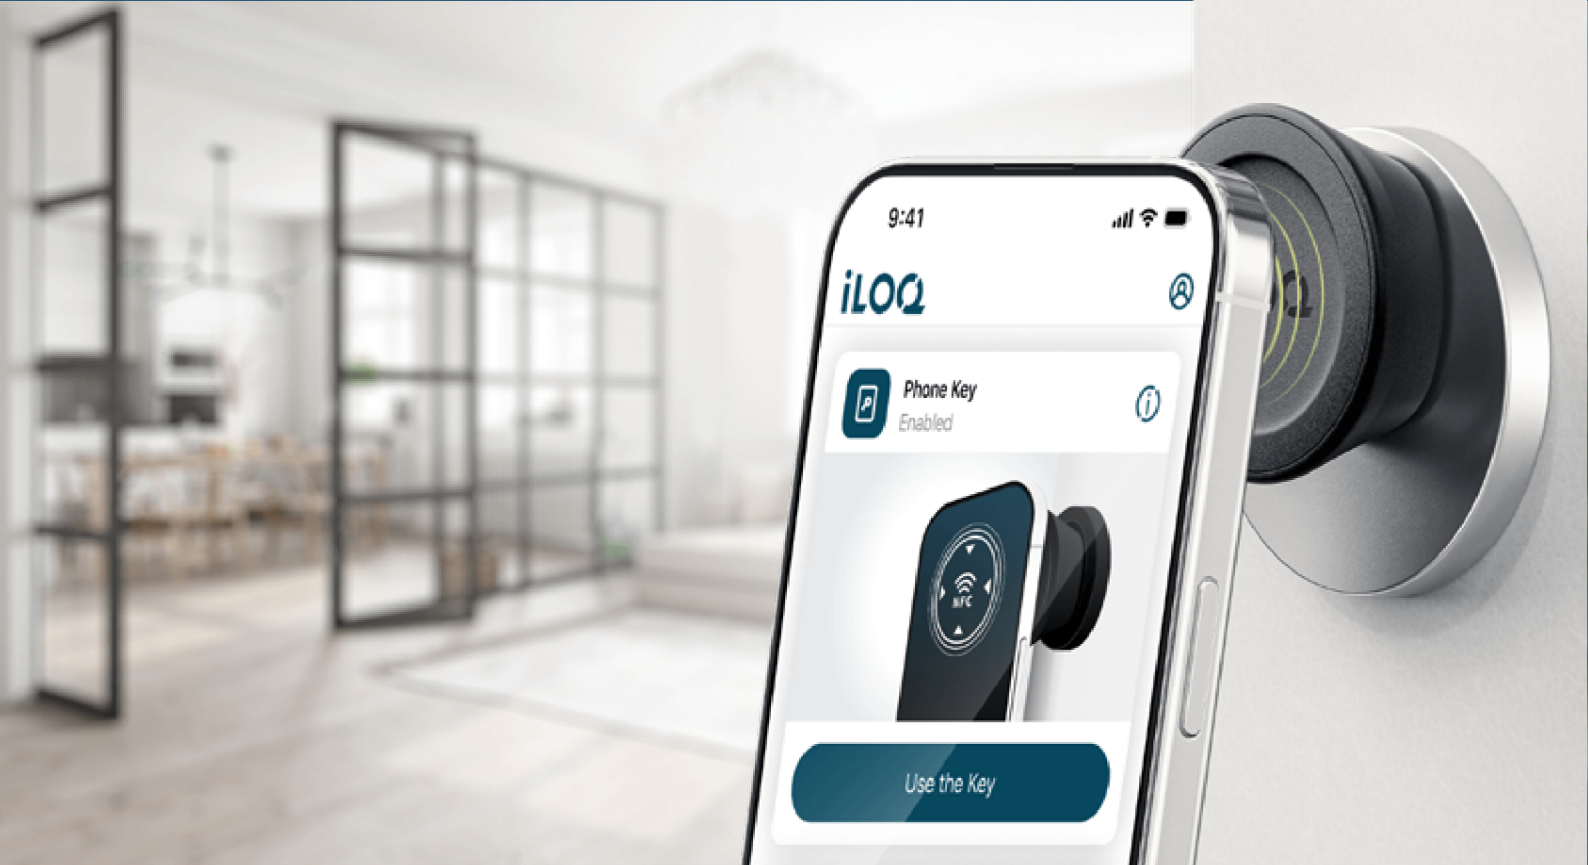 9:41
iLOQ
Phone Key
Enabled
NFC
Use the Key